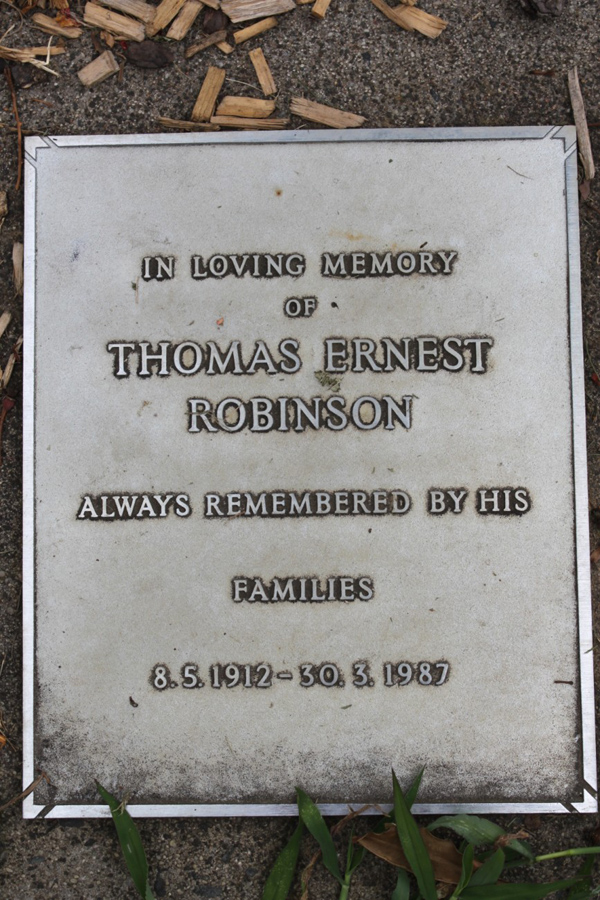 IN LOVING MEMORY
OF
THOMAS ERNEST
ROBINSON
ALWAYS REMEMBERED BY HIS
FAMILIES
8.5.1912-30.3.1987